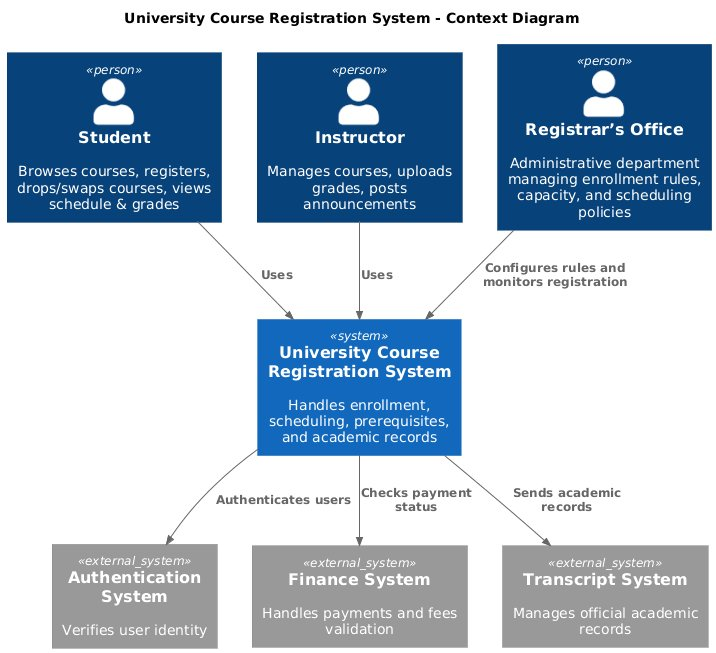 University Course Registration System - Context Diagram
«person»
Student
Browses courses, registers,
drops/swaps courses, views
schedule & grades
«person»
Instructor
Manages courses, uploads
grades, posts
announcements
«person»
Registrar’s Office
Administrative department
managing enrollment rules,
capacity, and scheduling
policies
Uses
Uses
Configures rules and
monitors registration
«system»
University Course
Registration System
Handles enrollment,
scheduling, prerequisites,
and academic records
Authenticates users
Checks payment
status
Sends academic
records
«external_system»
Authentication
System
Verifies user identity
«external_system»
Finance System
Handles payments and fees
validation
«external_system»
Transcript System
Manages official academic
records